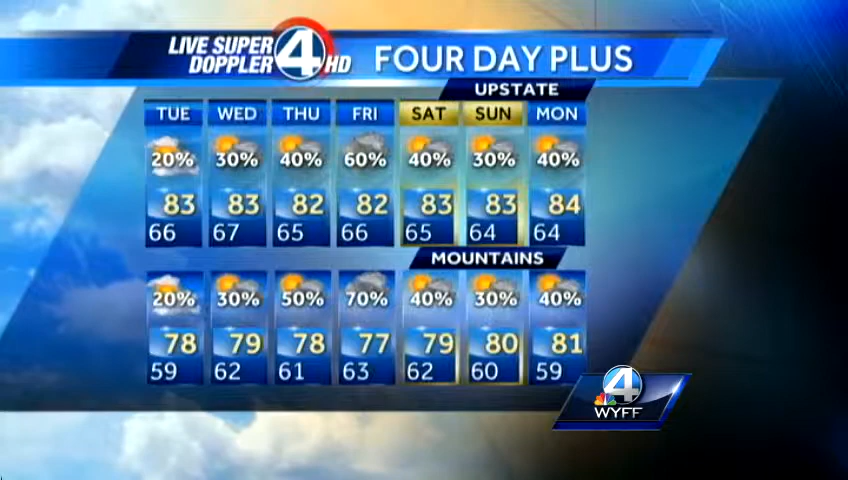 LIVE SUPER
DOPPLER 4 HD
FOUR DAY PLUS
UPSTATE
TUE WED THU FRI SAT SUN MON
20% 30% 40% 60% 40% 30% 40%
83 83 82 82 83 83 84
66 67 65 66 65 64 64
MOUNTAINS
20% 30% 50% 70% 40% 30% 40%
78 79 78 77 79 80 81
59 62 61 63 62 60 59
4
WYFF